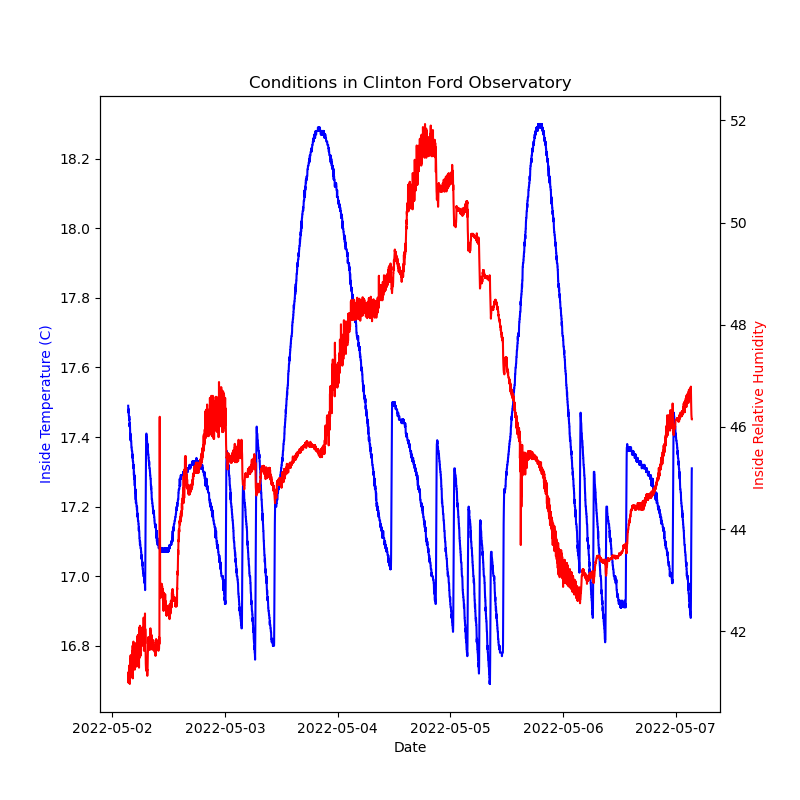 Conditions in Clinton Ford Observatory
Inside Temperature (C)
18.2
18.0
17.8
17.6
17.4
17.2
17.0
16.8
52
50
48
46
44
42
Inside Relative Humidity
2022-05-02 2022-05-03 2022-05-04 2022-05-05 2022-05-06 2022-05-07
Date